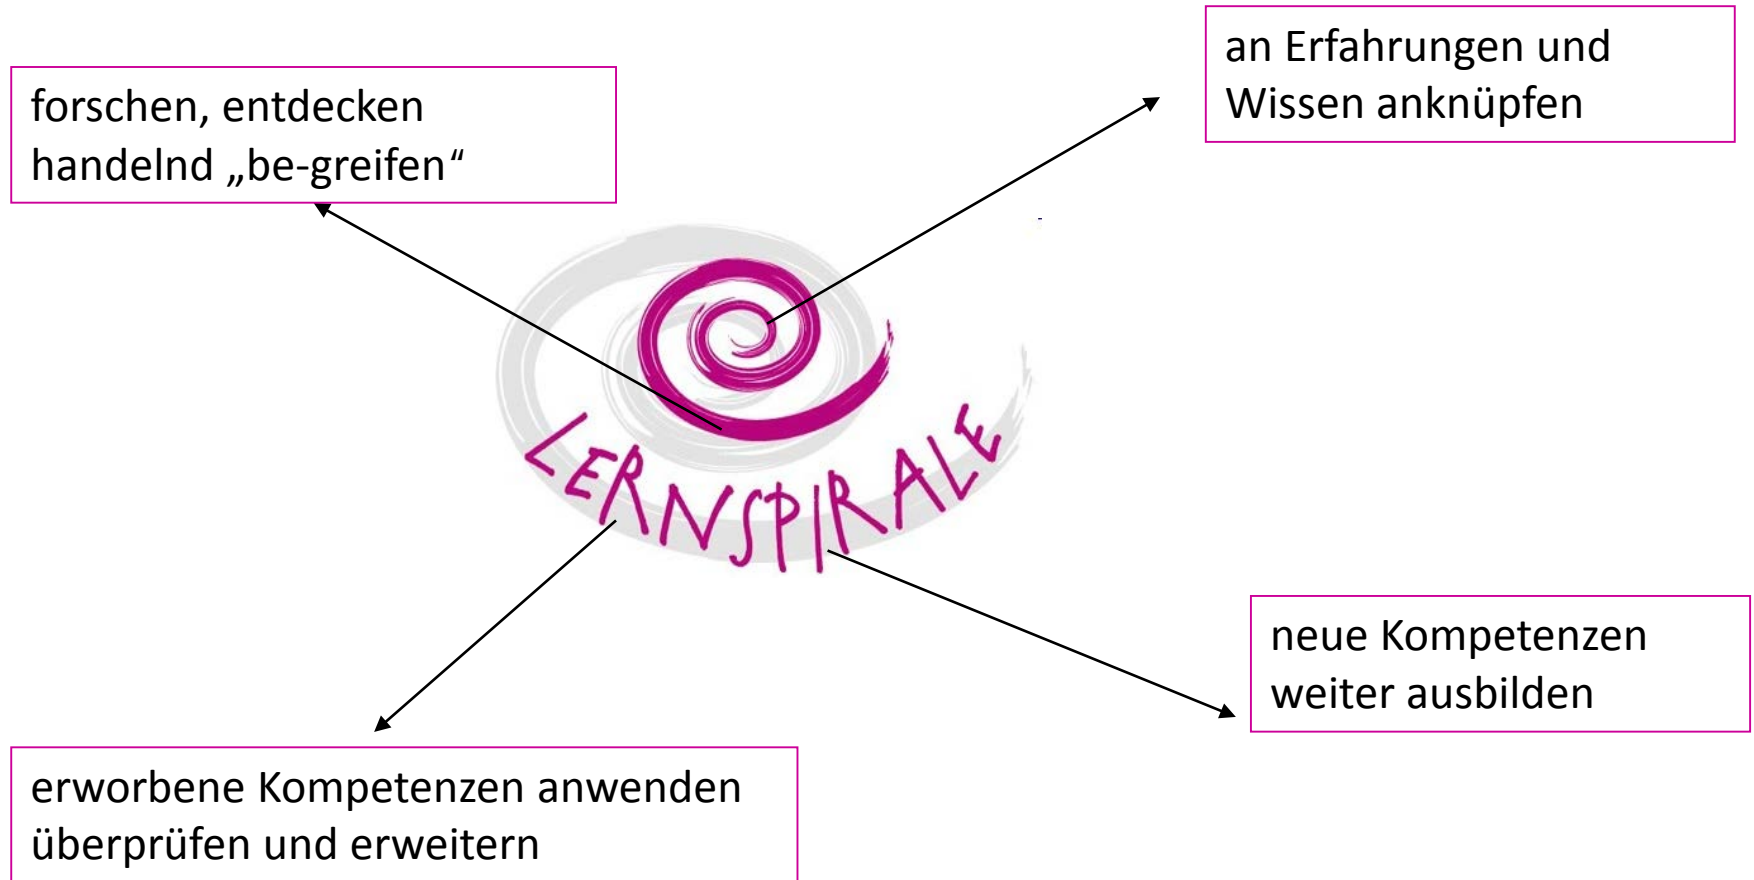 an Erfahrungen und
Wissen anknüpfen
forschen, entdecken
handelnd „be-greifen“
LERNSPIRALE
neue Kompetenzen
weiter ausbilden
erworbene Kompetenzen anwenden
überprüfen und erweitern